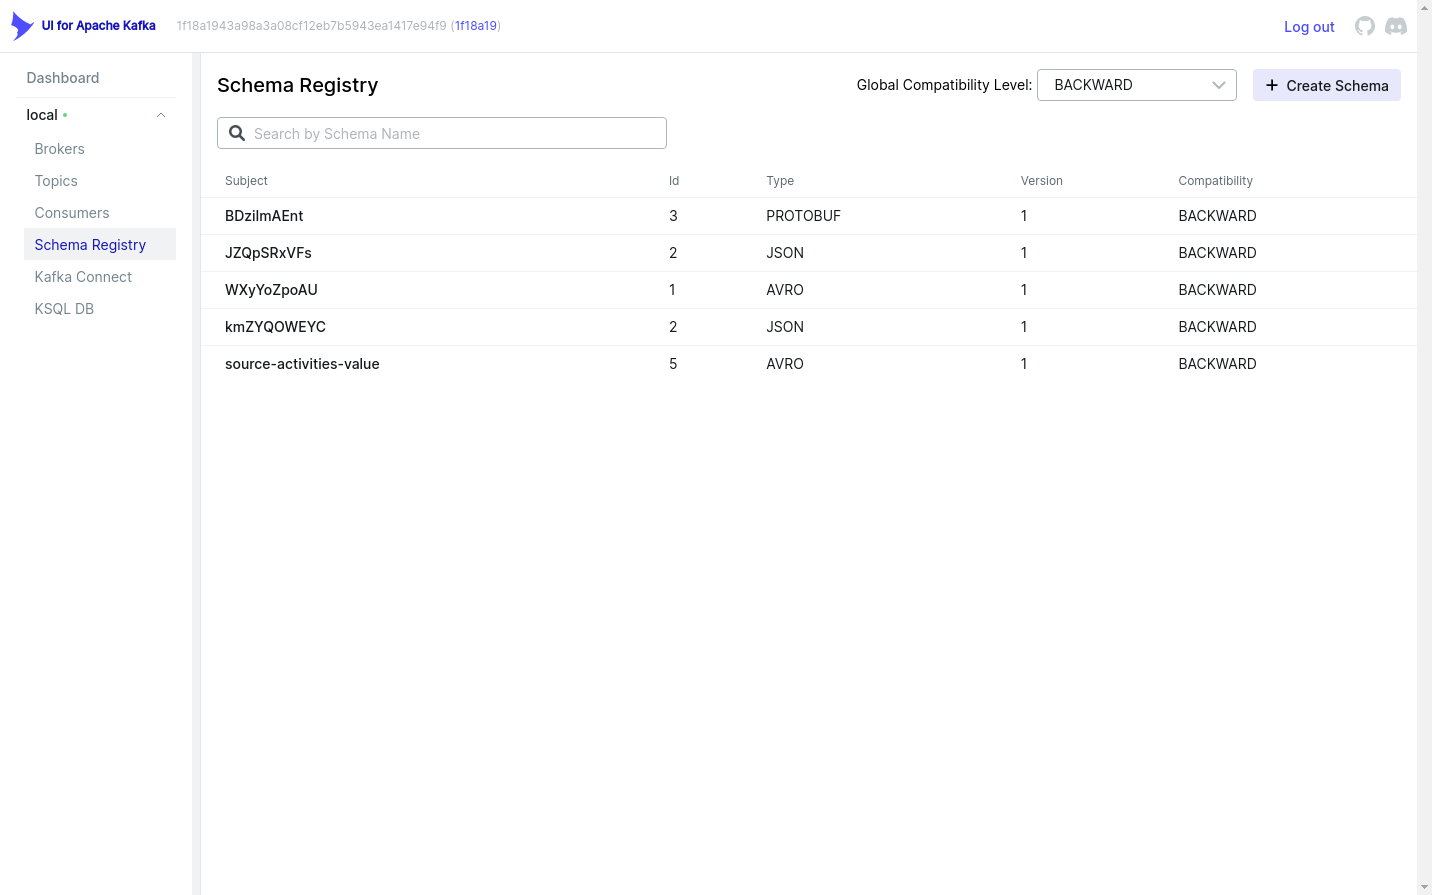 UI for Apache Kafka 1f18a1943a98a3a08cf12eb7b5943ea1417e94f9 (1f18a19) Log out
Dashboard
local
Brokers
Topics
Consumers
Schema Registry
Kafka Connect
KSQL DB
Schema Registry
Global Compatibility Level: BACKWARD
Create Schema
Search by Schema Name
Subject Id Type Version Compatibility
BDzilmAEnt 3 PROTOBUF 1 BACKWARD
JZQpSRxVFs 2 JSON 1 BACKWARD
WXyYoZpoAU 1 AVRO 1 BACKWARD
kmZYQOWEYC 2 JSON 1 BACKWARD
source-activities-value 5 AVRO 1 BACKWARD